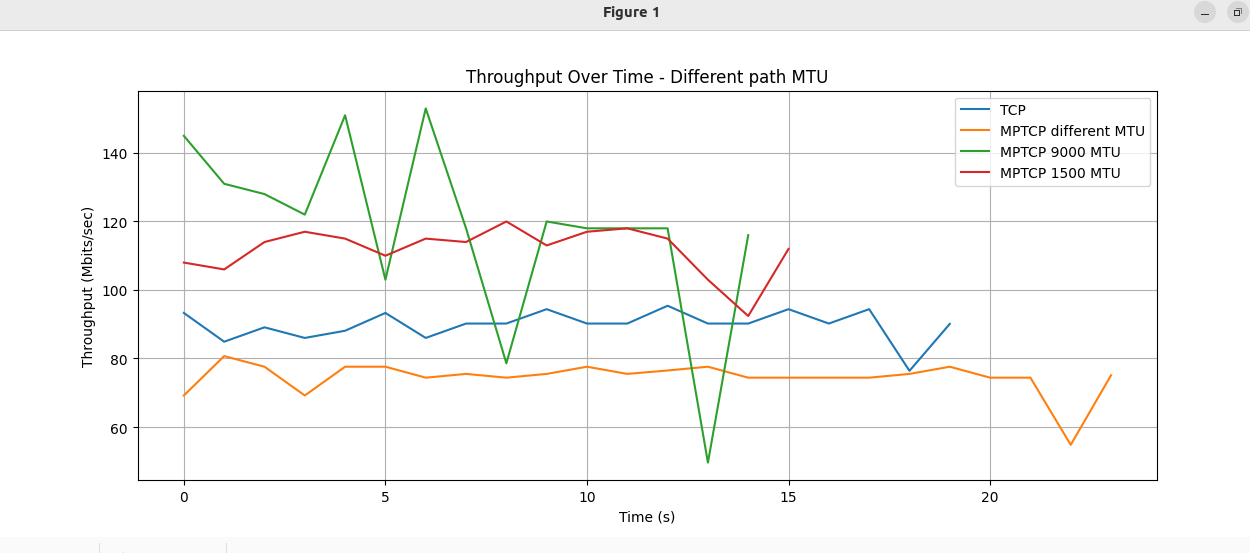 Figure 1
Throughput Over Time - Different path MTU
TCP
MPTCP different MTU
MPTCP 9000 MTU
MPTCP 1500 MTU
Throughput (Mbits/sec)
140
120
100
80
60
0 5 10 15 20
Time (s)